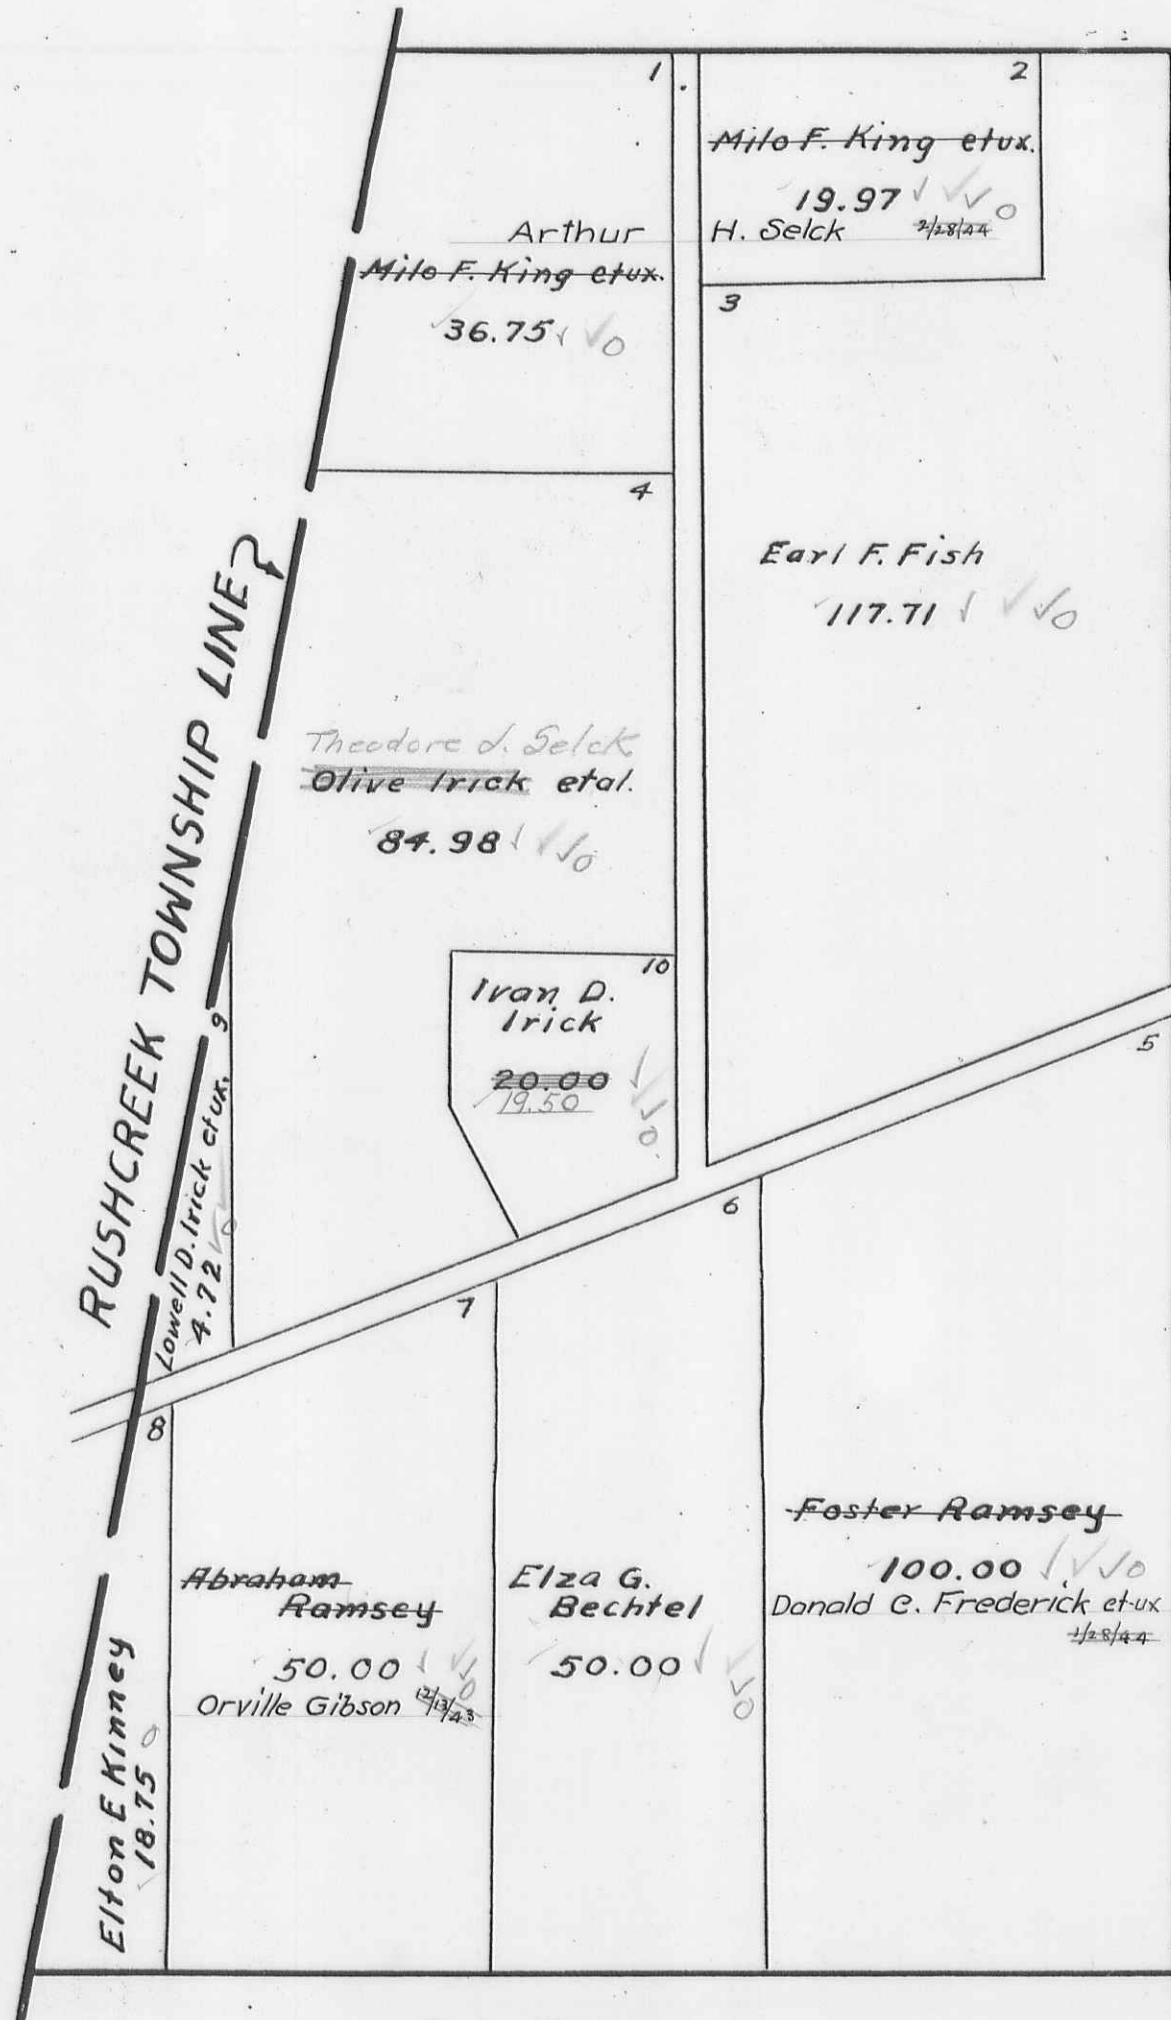 1
2
Milo F. King etux.
19.97
Arthur H. Selck 2/28/44
Milo F. King etux.
36.75
3
4
Earl F. Fish
117.71
RUSHCREEK TOWNSHIP LINE
Theodore J. Selck
Olive Irick etal.
84.98
10
Ivan D.
Irick
20.00
19.50
5
9
Lowell D. Irick etux.
4.72
6
7
8
Foster Ramsey
100.00
Donald C. Frederick et-ux
1/28/44
Abraham
Ramsey
50.00
Orville Gibson 12/13/43
Elza G.
Bechtel
50.00
Elton E Kinney
18.75